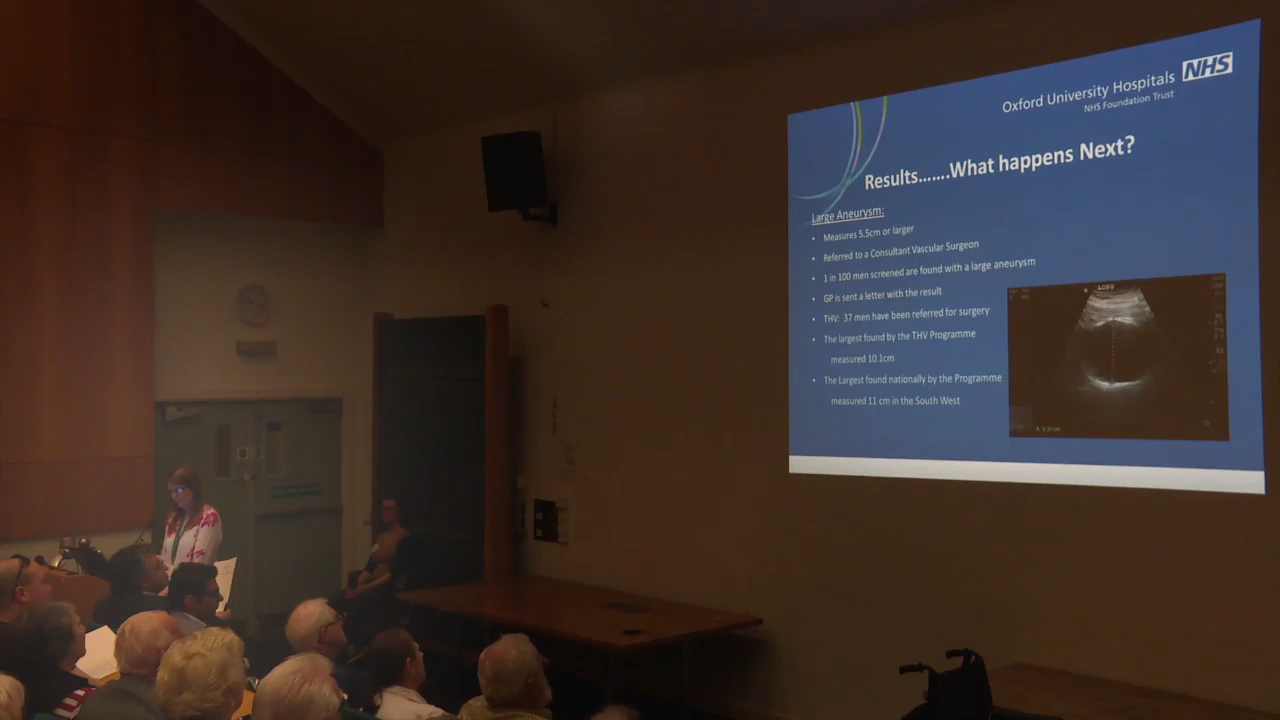 Oxford University Hospitals NHS
NHS Foundation Trust
Results.......What happens Next?
Large Aneurysm:
• Measures 5.5cm or larger
• Referred to a Consultant Vascular Surgeon
• 1 in 100 men screened are found with a large aneurysm
• GP is sent a letter with the result
• THV: 37 men have been referred for surgery
• The largest found by the THV Programme
measured 10.1cm
• The Largest found nationally by the Programme
measured 11 cm in the South West